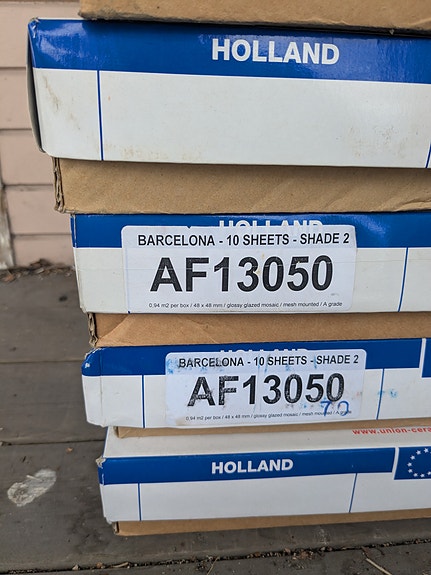 HOLLAND
HOLLAND
BARCELONA - 10 SHEETS - SHADE 2
AF13050
0.94 m2 per box / 48 x 48 mm / glossy glazed mosaic / mesh mounted / A grade
BARCELONA - 10 SHEETS - SHADE 2
AF13050
0.94 m2 per box / 48 x 48 mm / glossy glazed mosaic / mesh mounted / A grade
www.union-cera
HOLLAND